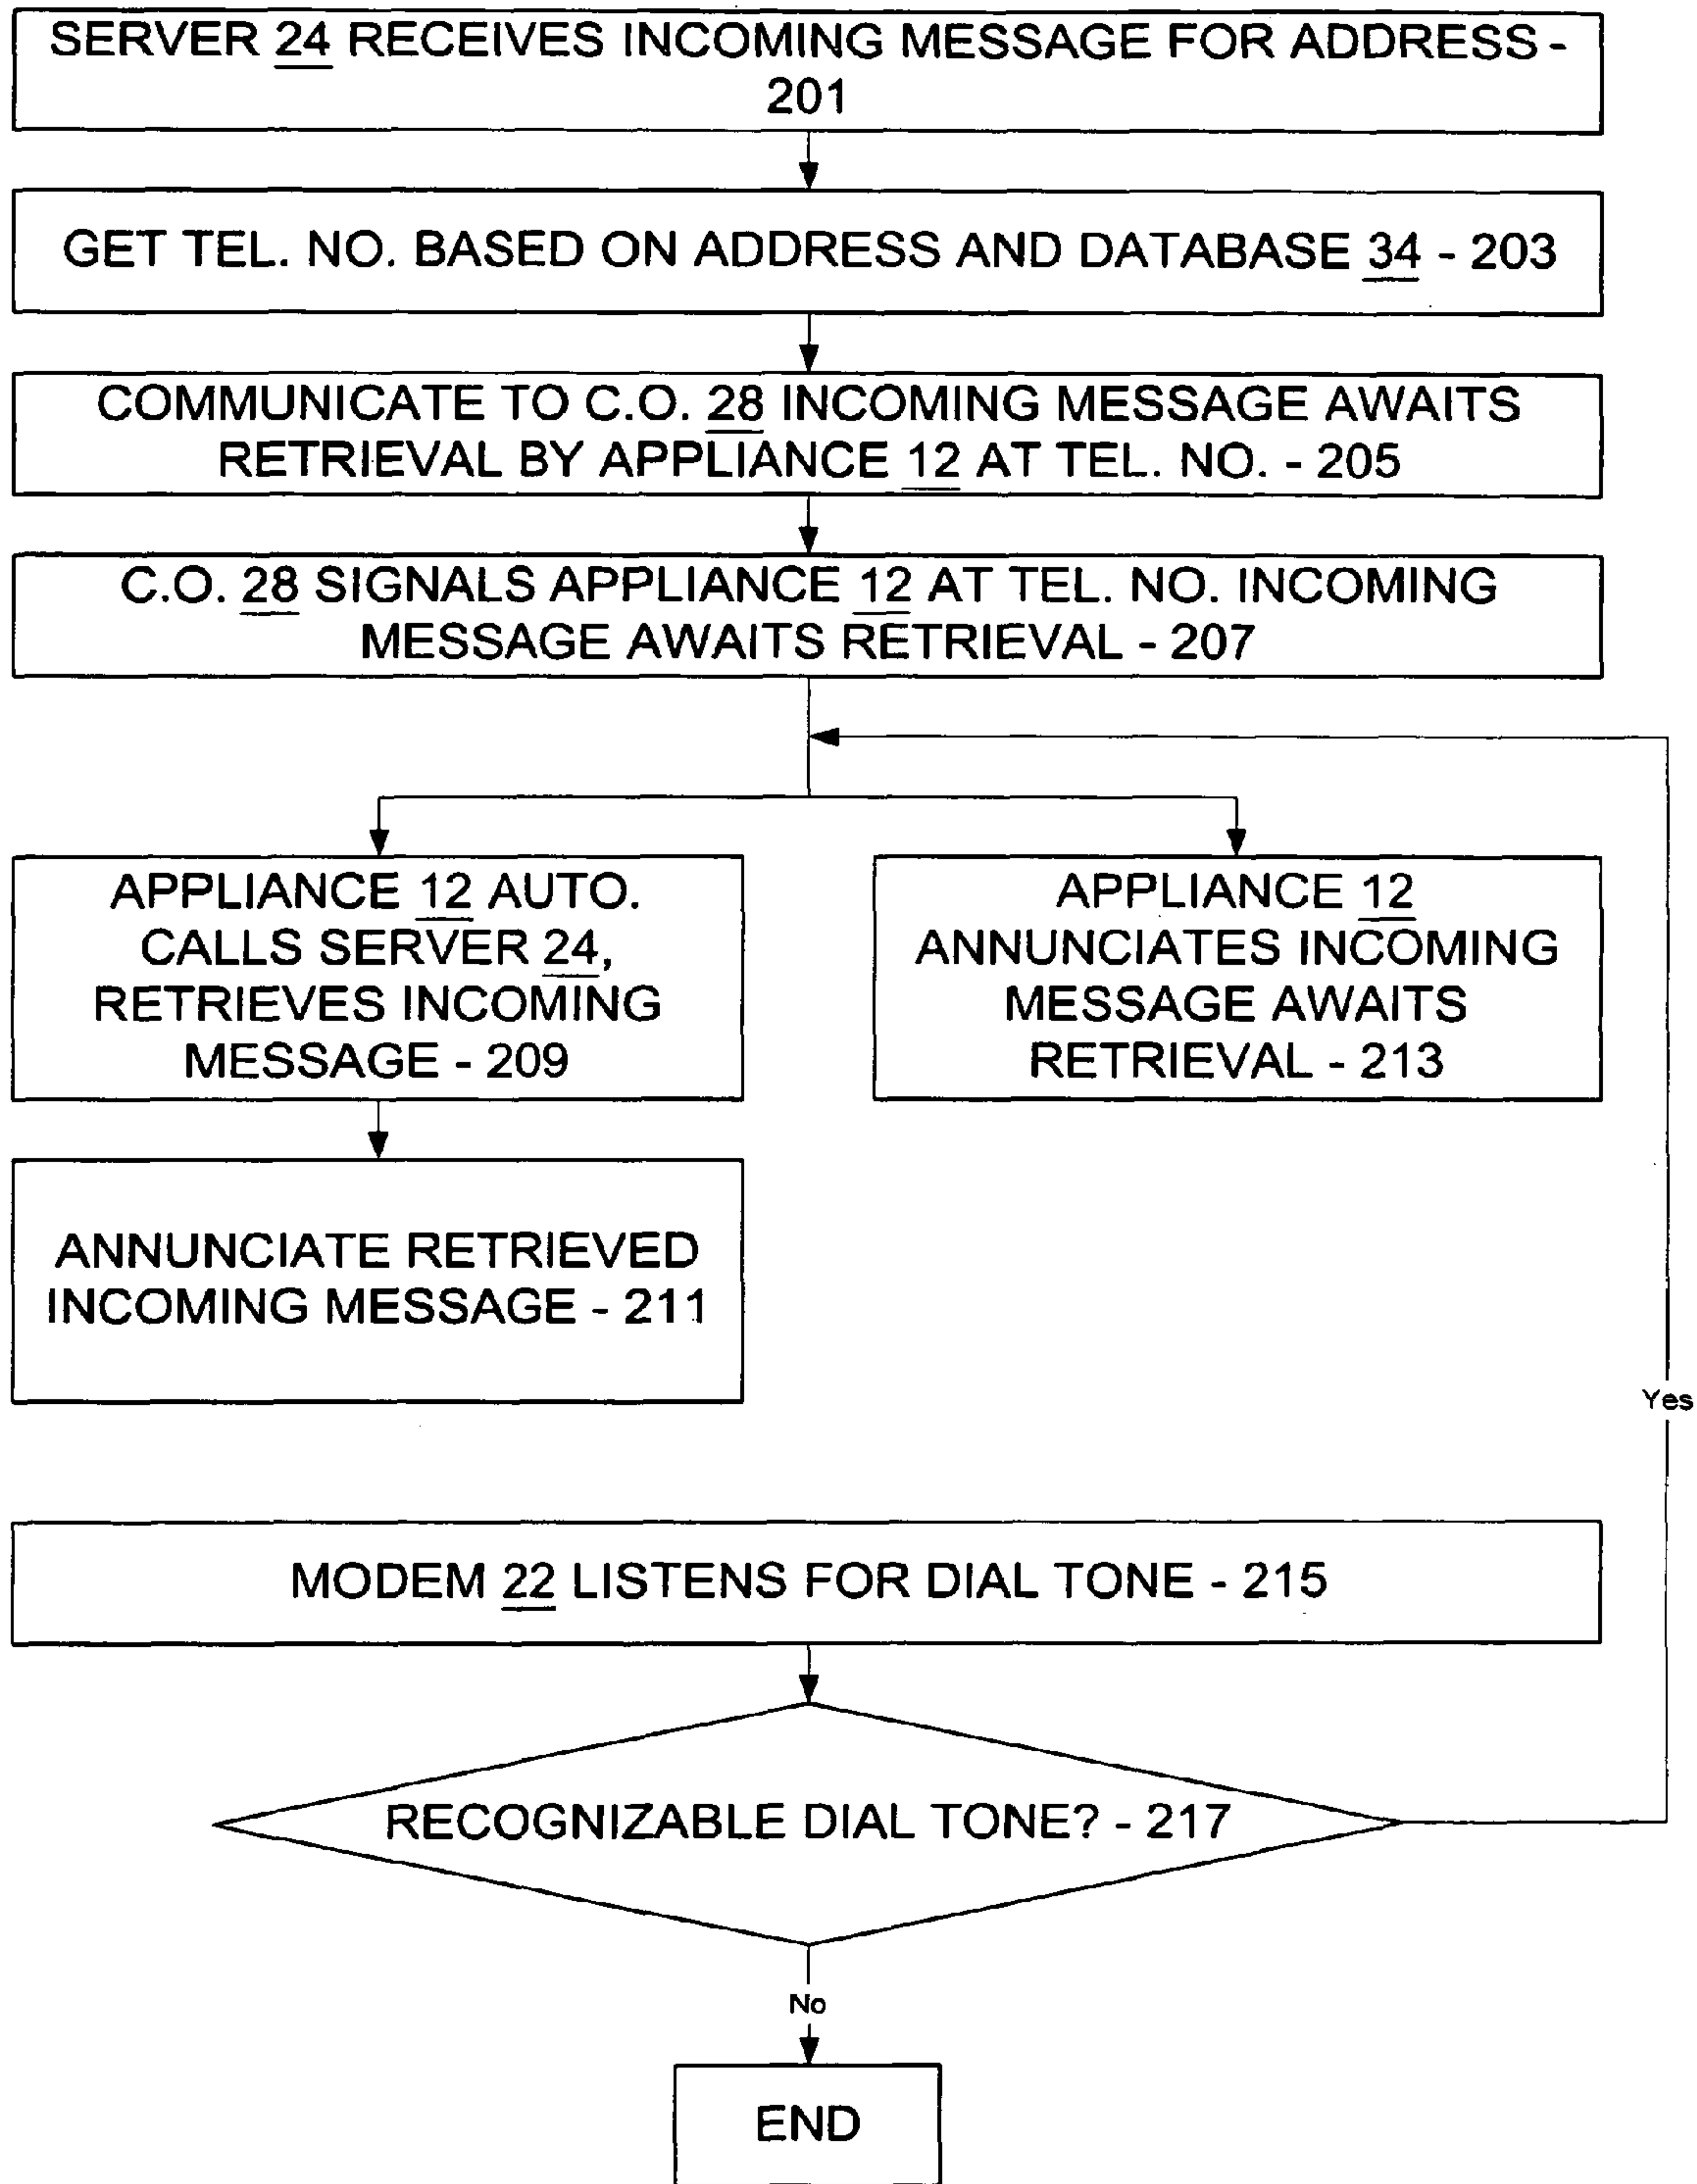 SERVER 24 RECEIVES INCOMING MESSAGE FOR ADDRESS -
201
GET TEL. NO. BASED ON ADDRESS AND DATABASE 34 - 203
COMMUNICATE TO C.O. 28 INCOMING MESSAGE AWAITS
RETRIEVAL BY APPLIANCE 12 AT TEL. NO. - 205
C.O. 28 SIGNALS APPLIANCE 12 AT TEL. NO. INCOMING
MESSAGE AWAITS RETRIEVAL - 207
APPLIANCE 12 AUTO.
CALLS SERVER 24,
RETRIEVES INCOMING
MESSAGE - 209
APPLIANCE 12
ANNUNCIATES INCOMING
MESSAGE AWAITS
RETRIEVAL - 213
ANNUNCIATE RETRIEVED
INCOMING MESSAGE - 211
Yes
MODEM 22 LISTENS FOR DIAL TONE - 215
RECOGNIZABLE DIAL TONE? - 217
No
END